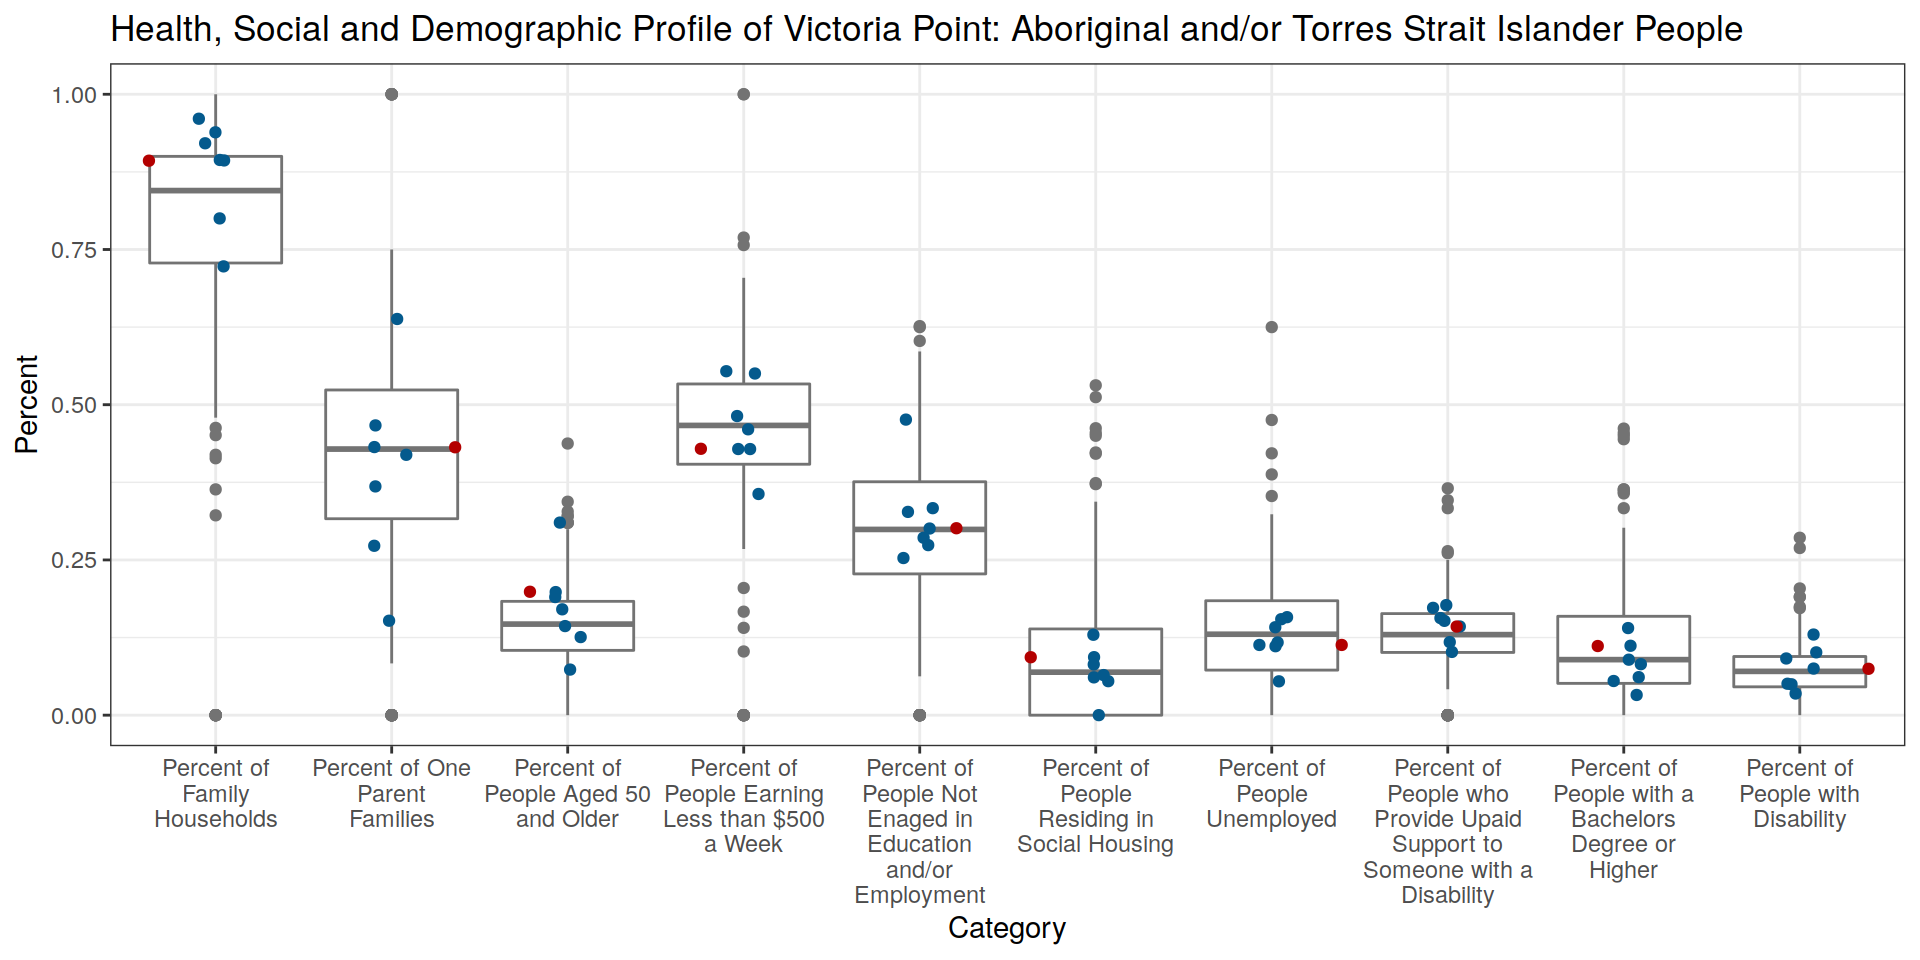 Health, Social and Demographic Profile of Victoria Point: Aboriginal and/or Torres Strait Islander People
Percent
1.00
0.75
0.50
0.25
0.00
Percent of
Family
Households
Percent of One
Parent
Families
Percent of
People Aged 50
and Older
Percent of
People Earning
Less than $500
a Week
Percent of
People Not
Enaged in
Education
and/or
Employment
Percent of
People
Residing in
Social Housing
Percent of
People
Unemployed
Percent of
People who
Provide Upaid
Support to
Someone with a
Disability
Percent of
People with a
Bachelors
Degree or
Higher
Percent of
People with
Disability
Category